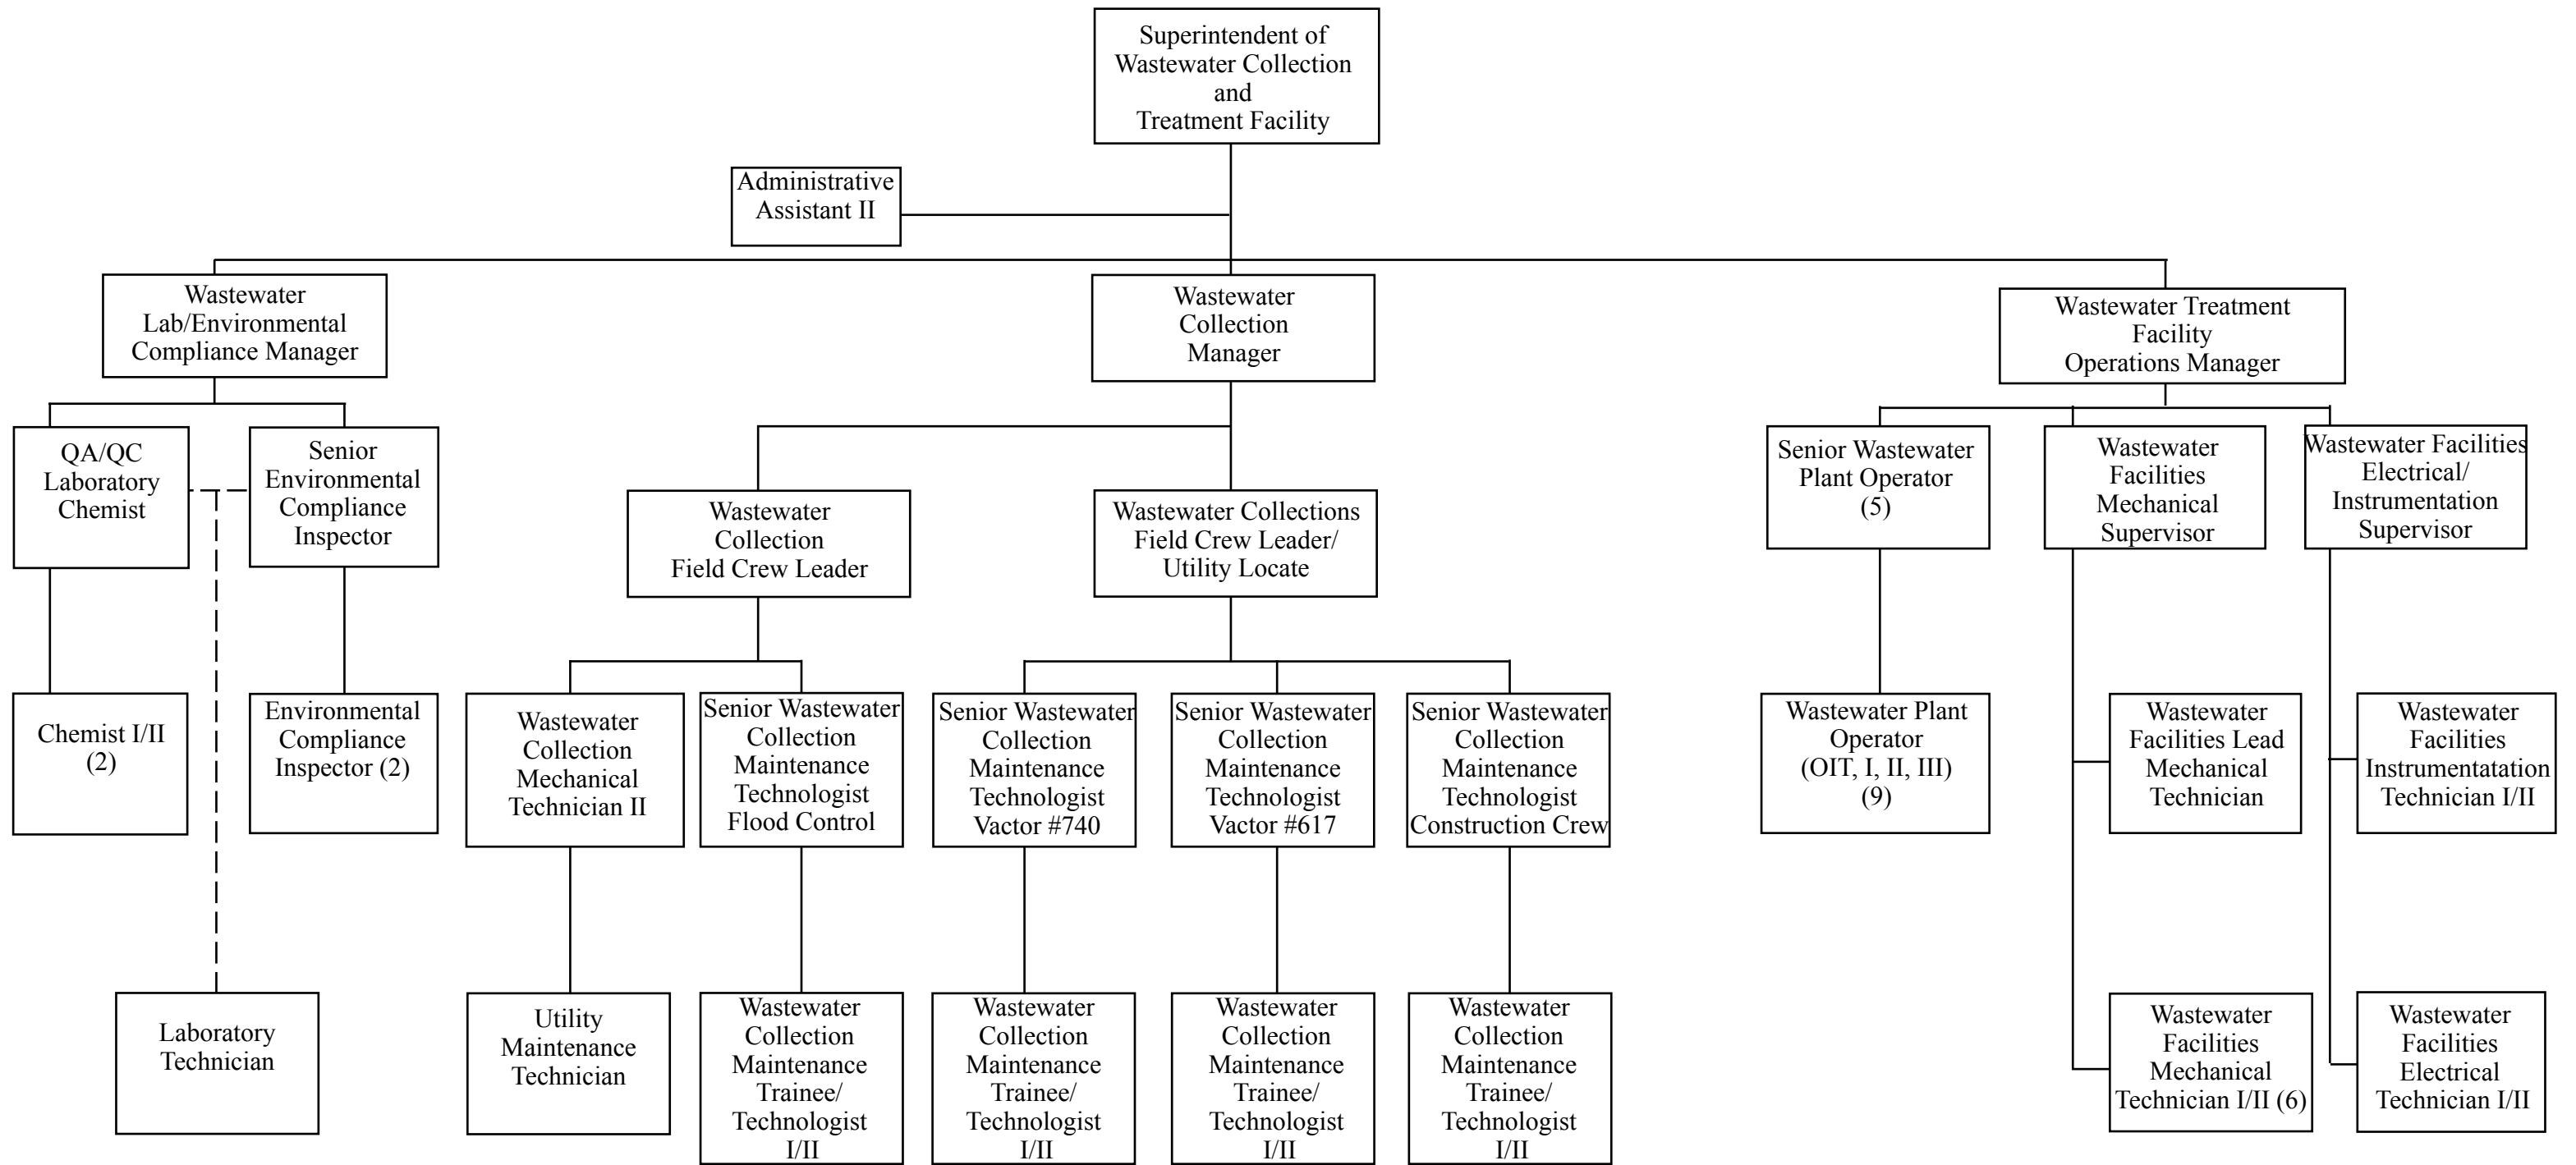 Superintendent of
Wastewater Collection
and
Treatment Facility
Administrative
Assistant II
Wastewater
Lab/Environmental
Compliance Manager
Wastewater
Collection
Manager
Wastewater Treatment
Facility
Operations Manager
QA/QC
Laboratory
Chemist
Senior
Environmental
Compliance
Inspector
Wastewater
Collection
Field Crew Leader
Wastewater Collections
Field Crew Leader/
Utility Locate
Senior Wastewater
Plant Operator
(5)
Wastewater
Facilities
Mechanical
Supervisor
Wastewater Facilities
Electrical/
Instrumentation
Supervisor
Chemist I/II
(2)
Environmental
Compliance
Inspector (2)
Wastewater
Collection
Mechanical
Technician II
Senior Wastewater
Collection
Maintenance
Technologist
Flood Control
Senior Wastewater
Collection
Maintenance
Technologist
Vactor #740
Senior Wastewater
Collection
Maintenance
Technologist
Vactor #617
Senior Wastewater
Collection
Maintenance
Technologist
Construction Crew
Wastewater Plant
Operator
(OIT, I, II, III)
(9)
Wastewater
Facilities Lead
Mechanical
Technician
Wastewater
Facilities
Instrumentatation
Technician I/II
Laboratory
Technician
Utility
Maintenance
Technician
Wastewater
Collection
Maintenance
Trainee/
Technologist
I/II
Wastewater
Collection
Maintenance
Trainee/
Technologist
I/II
Wastewater
Collection
Maintenance
Trainee/
Technologist
I/II
Wastewater
Collection
Maintenance
Trainee/
Technologist
I/II
Wastewater
Facilities
Mechanical
Technician I/II (6)
Wastewater
Facilities
Electrical
Technician I/II